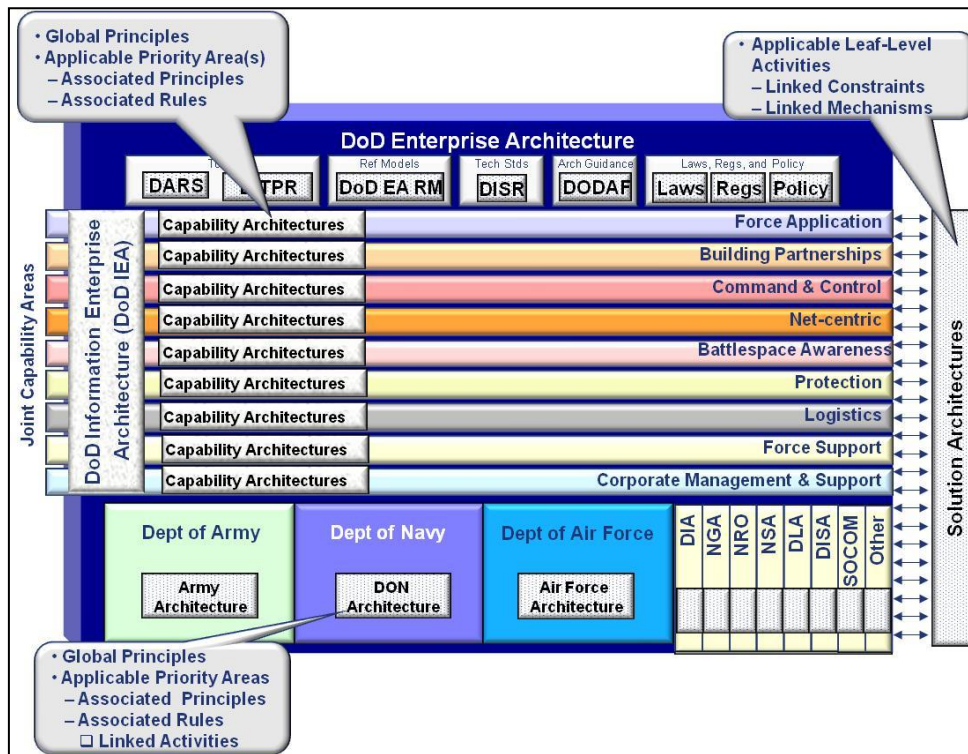 • Global Principles
• Applicable Priority Area(s)
– Associated Principles
– Associated Rules
• Applicable Leaf-Level
Activities
– Linked Constraints
– Linked Mechanisms
DoD Enterprise Architecture
Ref Models
Tech Stds
Arch Guidance
Laws, Regs, and Policy
DARS
DoD EA RM
DISR
DODAF
Laws
Regs
Policy
Joint Capability Areas
DoD Information Enterprise
Architecture (DoD IEA)
Capability Architectures
Force Application
Capability Architectures
Building Partnerships
Capability Architectures
Command & Control
Capability Architectures
Net-centric
Capability Architectures
Battlespace Awareness
Capability Architectures
Protection
Capability Architectures
Logistics
Capability Architectures
Force Support
Capability Architectures
Corporate Management & Support
Solution Architectures
Dept of Army
Dept of Navy
Dept of Air Force
Army
Architecture
DON
Architecture
Air Force
Architecture
DIA
NGA
NRO
NSA
DLA
DISA
SOCOM
Other
• Global Principles
• Applicable Priority Areas
– Associated Principles
– Associated Rules
❑ Linked Activities